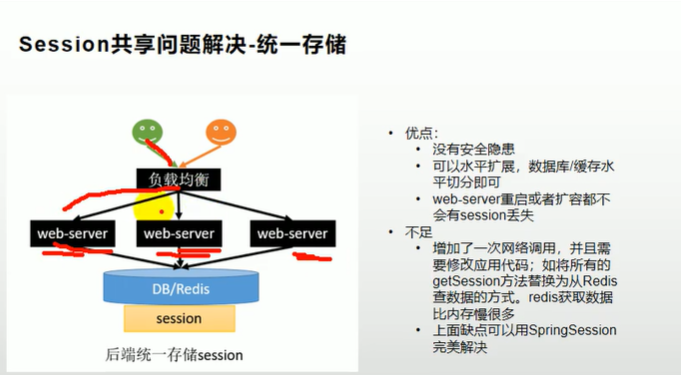 Session共享问题解决-统一存储
负载均衡
web-server
web-server
web-server
DB/Redis
session
后端统一存储session
• 优点：
• 没有安全隐患
• 可以水平扩展，数据库/缓存水
平切分即可
• web-server重启或者扩容都不
会有session丢失
• 不足
• 增加了一次网络调用，并且需
要修改应用代码；如将所有的
getSession方法替换为从Redis
查数据的方式。redis获取数据
比内存慢很多
• 上面缺点可以用SpringSession
完美解决